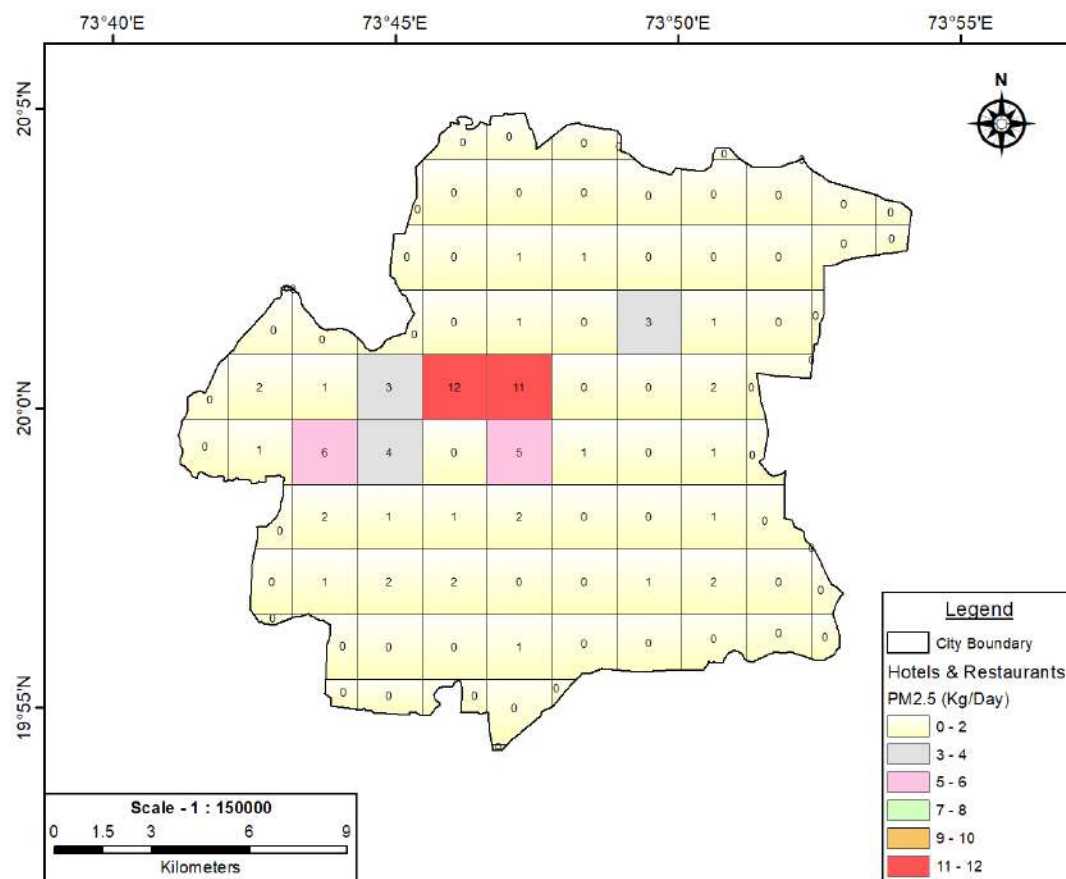 73°40'E 73°45'E 73°50'E 73°55'E
N
20°5'N
20°0'N
19°55'N
0 0 0 0 0 0
0 0 0 0 0 0 0 0 0
0 0 1 1 0 0 0 0 0
0 0 0 0 1 0 3 1 0 0
0 2 1 3 12 11 0 0 2 0 0
0 1 6 4 0 5 1 0 1 0
0 2 1 1 2 0 0 1 0
0 1 2 2 0 0 1 2 0 0 0
0 0 0 0 1 0 0 0 0 0
0 0 0 0 0
Legend
City Boundary
Hotels & Restaurants
PM2.5 (Kg/Day)
0 - 2
3 - 4
5 - 6
7 - 8
9 - 10
11 - 12
Scale - 1 : 150000
0 1.5 3 6 9
Kilometers